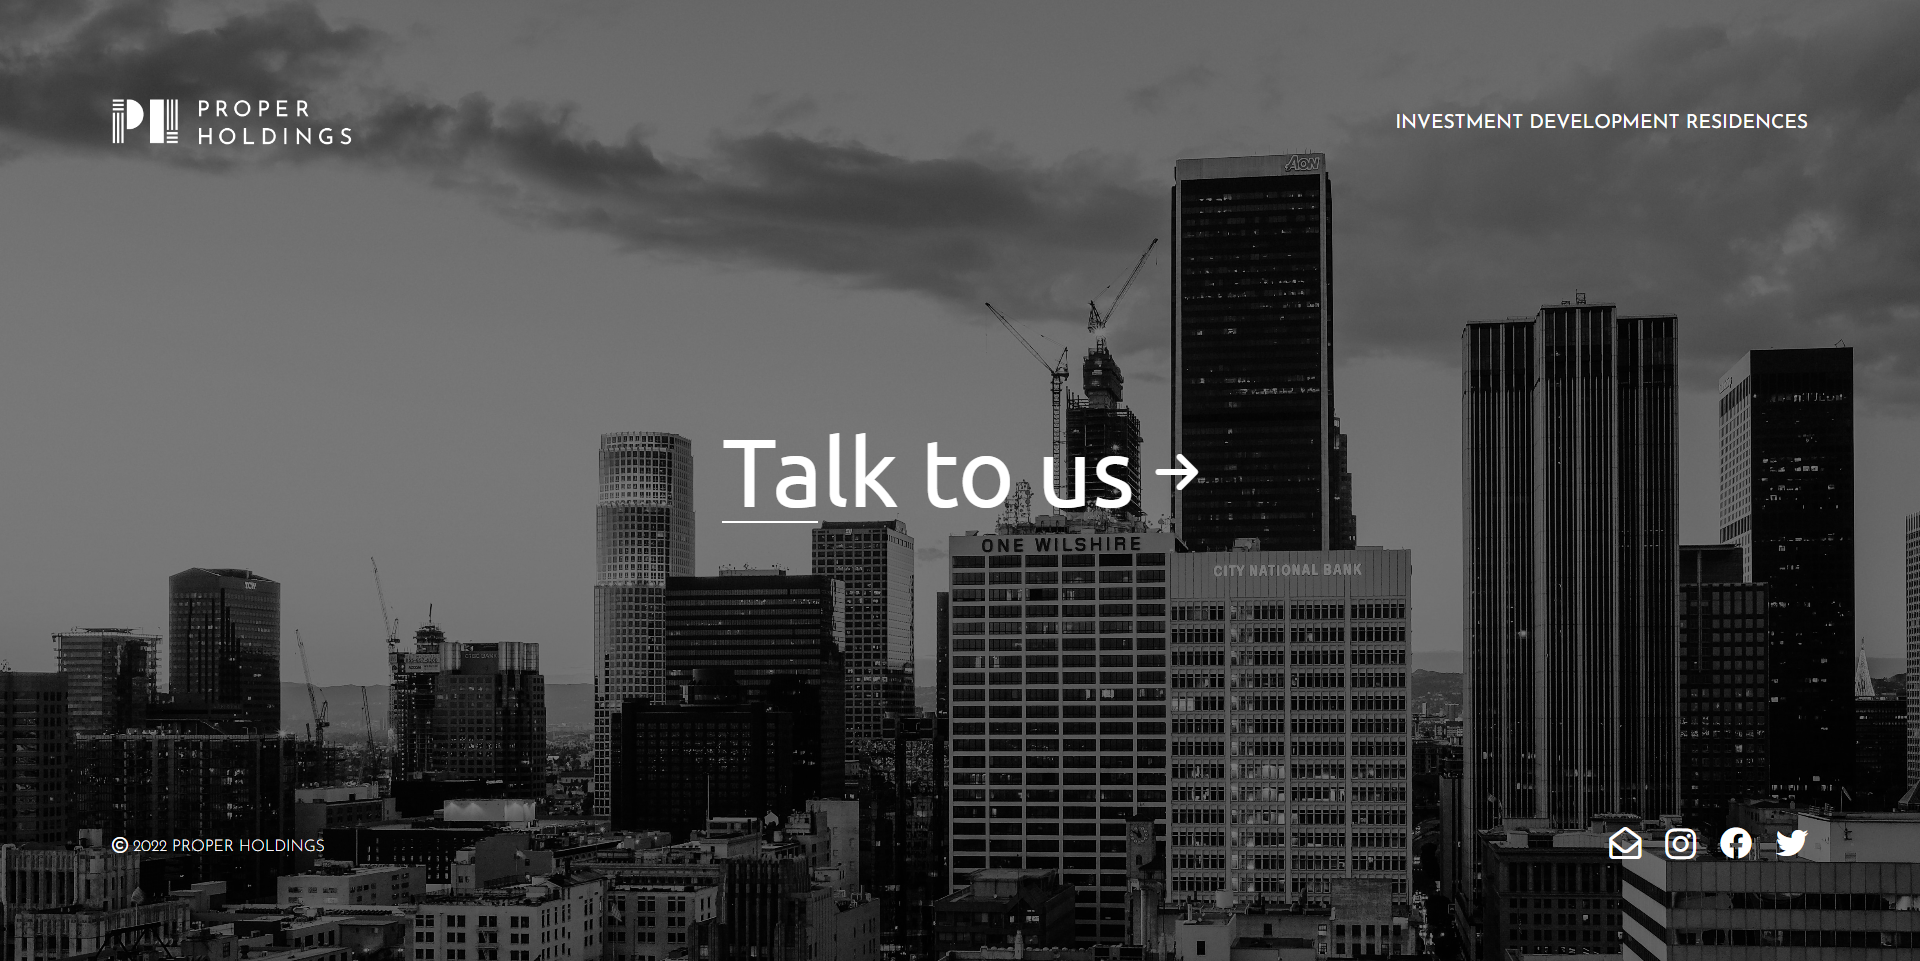 PROPER
HOLDINGS
INVESTMENT DEVELOPMENT RESIDENCES
AON
Talk to us
ONE WILSHIRE
CITY NATIONAL BANK
© 2022 PROPER HOLDINGS